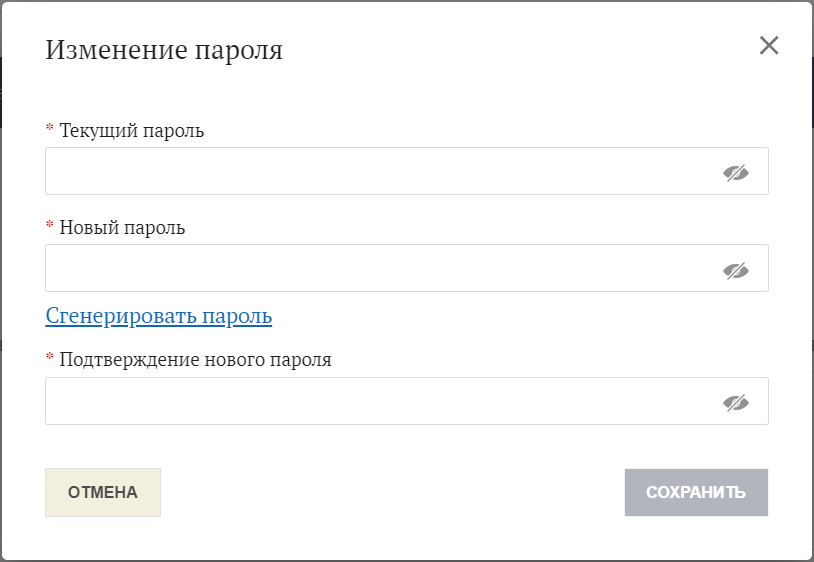 Изменение пароля
* Текущий пароль
* Новый пароль
Сгенерировать пароль
* Подтверждение нового пароля
ОТМЕНА
СОХРАНИТЬ